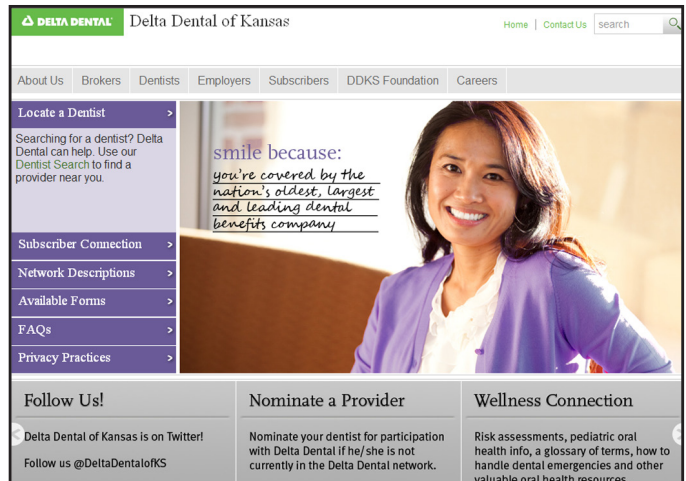 DELTA DENTAL
Delta Dental of Kansas
Home | Contact Us
search
About Us
Brokers
Dentists
Employers
Subscribers
DDKS Foundation
Careers
Locate a Dentist >
Searching for a dentist? Delta
Dental can help. Use our
Dentist Search to find a
provider near you.
Subscriber Connection >
Network Descriptions >
Available Forms >
FAQs >
Privacy Practices >
smile because:
you're covered by the
nation's oldest, largest
and leading dental
benefits company
Follow Us!
Delta Dental of Kansas is on Twitter!
Follow us @DeltaDentalofKS
Nominate a Provider
Nominate your dentist for participation
with Delta Dental if he/she is not
currently in the Delta Dental network.
Wellness Connection
Risk assessments, pediatric oral
health info, a glossary of terms, how to
handle dental emergencies and other
valuable oral health resources